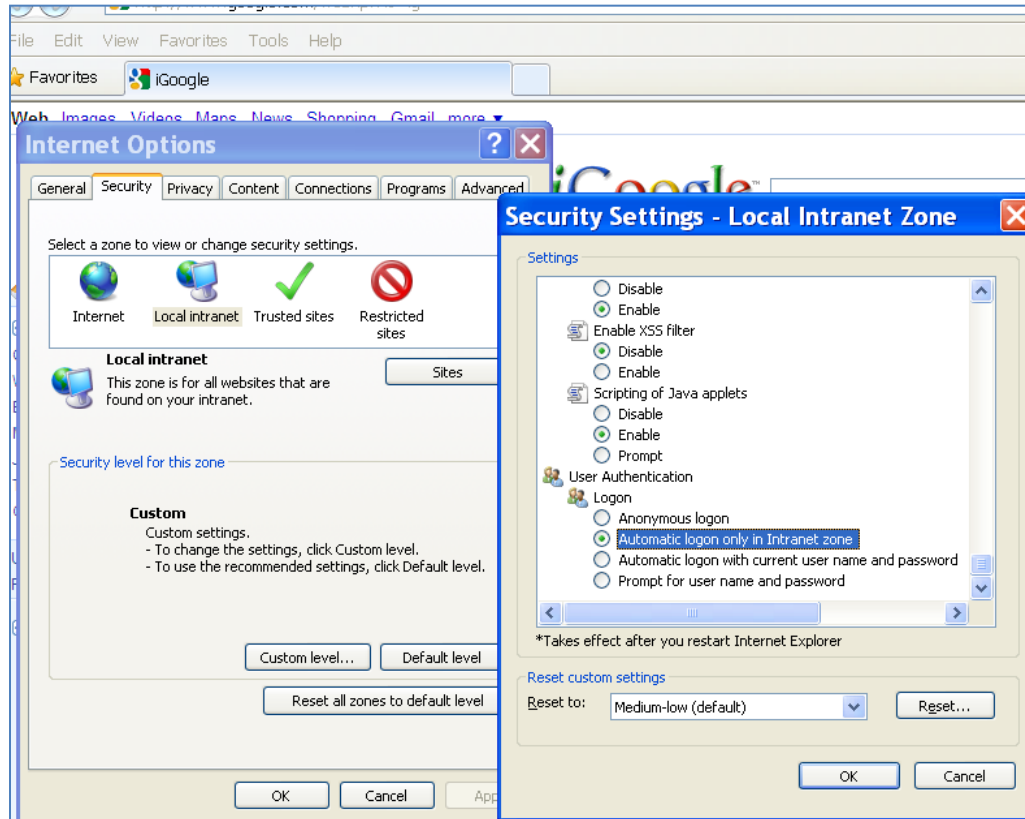 File Edit View Favorites Tools Help
Favorites iGoogle
Web Images Videos Maps News Shopping Gmail more ▼
iGoogle™
Internet Options
General Security Privacy Content Connections Programs Advanced
Select a zone to view or change security settings.
Internet Local intranet Trusted sites Restricted
sites
Local intranet
This zone is for all websites that are
found on your intranet.
Sites
Security level for this zone
Custom
Custom settings.
- To change the settings, click Custom level.
- To use the recommended settings, click Default level.
Custom level... Default level
Reset all zones to default level
OK Cancel App
Security Settings - Local Intranet Zone
Settings
Disable
Enable
Enable XSS filter
Disable
Enable
Scripting of Java applets
Disable
Enable
Prompt
User Authentication
Logon
Anonymous logon
Automatic logon only in Intranet zone
Automatic logon with current user name and password
Prompt for user name and password
*Takes effect after you restart Internet Explorer
Reset custom settings
Reset to: Medium-low (default) Reset...
OK Cancel